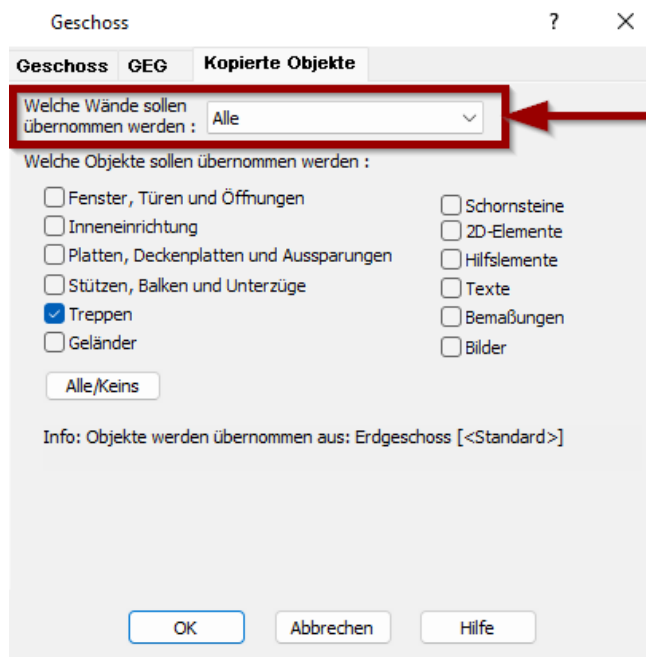 Geschoss ? X
Geschoss GEG Kopierte Objekte
Welche Wände sollen
übernommen werden : Alle
Welche Objekte sollen übernommen werden :
Fenster, Türen und Öffnungen
Inneneinrichtung
Platten, Deckenplatten und Aussparungen
Stützen, Balken und Unterzüge
Treppen
Geländer
Schornsteine
2D-Elemente
Hilfslemente
Texte
Bemaßungen
Bilder
Alle/Keins
Info: Objekte werden übernommen aus: Erdgeschoss [<Standard>]
OK Abbrechen Hilfe